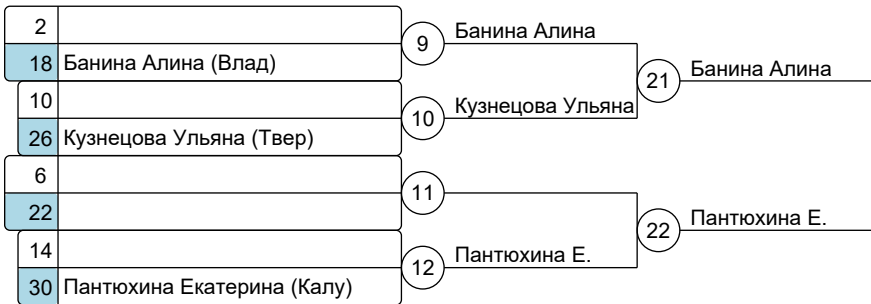 2
9
Банина Алина
18 Банина Алина (Влад)
21
Банина Алина
10
10
Кузнецова Ульяна
26 Кузнецова Ульяна (Твер)
6
11
22
22
Пантюхина Е.
14
12
Пантюхина Е.
30 Пантюхина Екатерина (Калу)